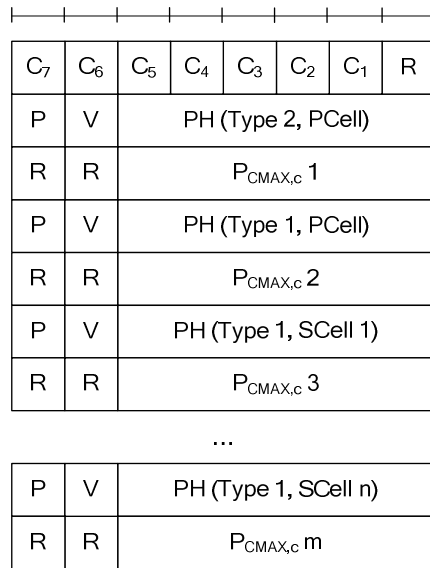 C7 C6 C5 C4 C3 C2 C1 R
P V PH (Type 2, PCell)
R R PCMAX,c 1
P V PH (Type 1, PCell)
R R PCMAX,c 2
P V PH (Type 1, SCell 1)
R R PCMAX,c 3
...
P V PH (Type 1, SCell n)
R R PCMAX,c m